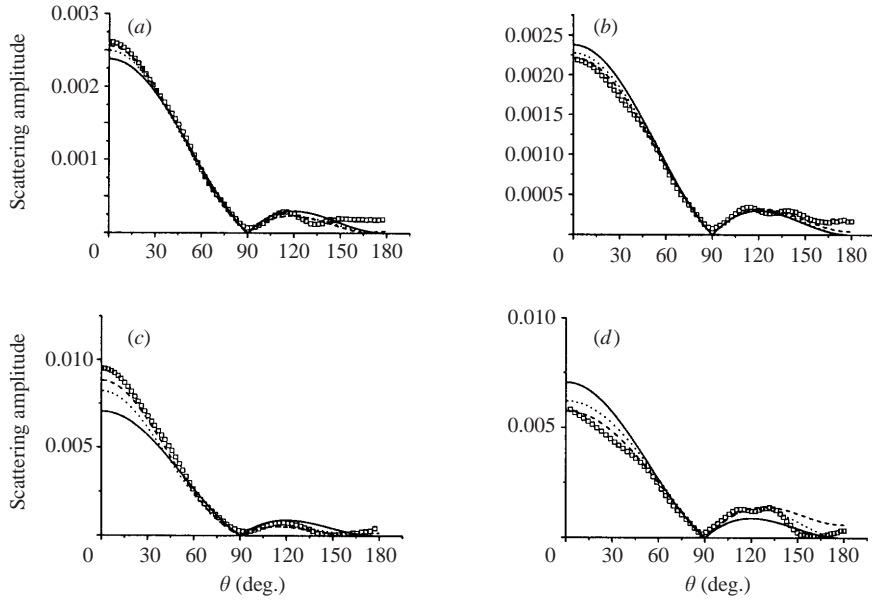 (a)
(b)
Scattering amplitude
0.003
0.002
0.001
0 30 60 90 120 150 180
0.0025
0.0020
0.0015
0.0010
0.0005
0 30 60 90 120 150 180
(c)
(d)
Scattering amplitude
0.010
0.005
0 30 60 90 120 150 180
θ (deg.)
0.010
0.005
0 30 60 90 120 150 180
θ (deg.)